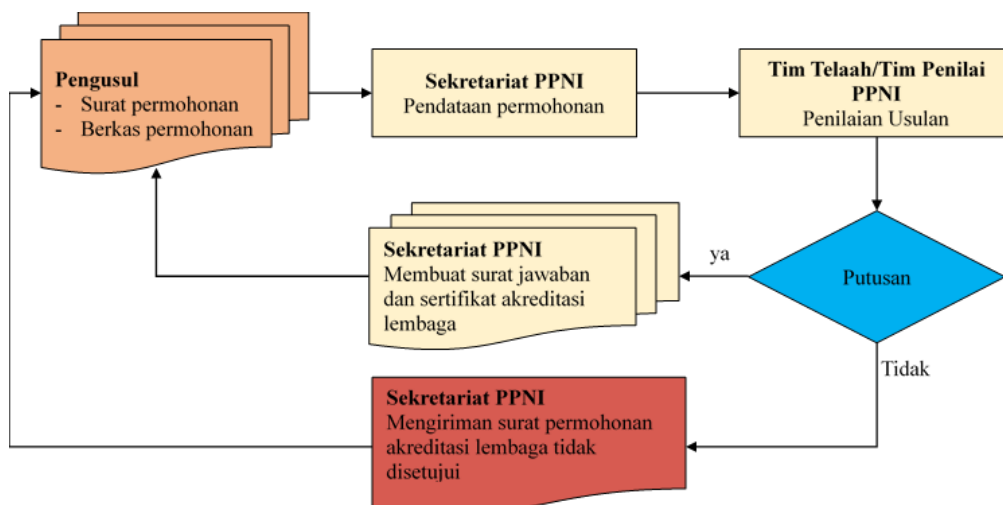 Pengusul
- Surat permohonan
- Berkas permohonan
Sekretariat PPNI
Pendataan permohonan
Tim Telaah/Tim Penilai
PPNI
Penilaian Usulan
Putusan
ya
Sekretariat PPNI
Membuat surat jawaban
dan sertifikat akreditasi
lembaga
Tidak
Sekretariat PPNI
Mengiriman surat permohonan
akreditasi lembaga tidak
disetujui